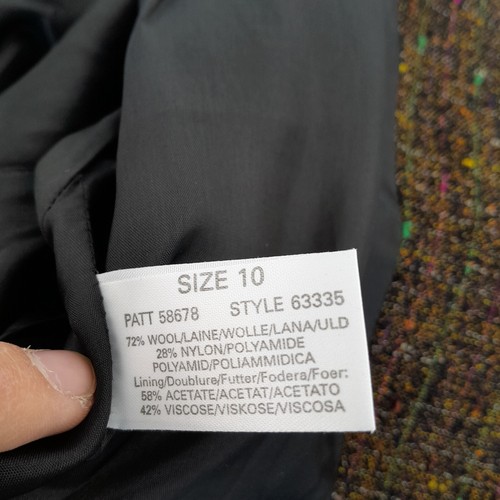 SIZE 10
PATT 58678 STYLE 63335
72% WOOL/LAINE/WOLLE/LANA/ULD
28% NYLON/POLYAMIDE
POLYAMID/POLIAMMIDICA
Lining/Doublure/Futter/Fodera/Foer:
58% ACETATE/ACETAT/ACETATO
42% VISCOSE/VISKOSE/VISCOSA